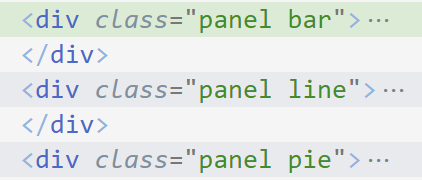 <div class="panel bar">⋯
</div>
<div class="panel line">⋯
</div>
<div class="panel pie">⋯